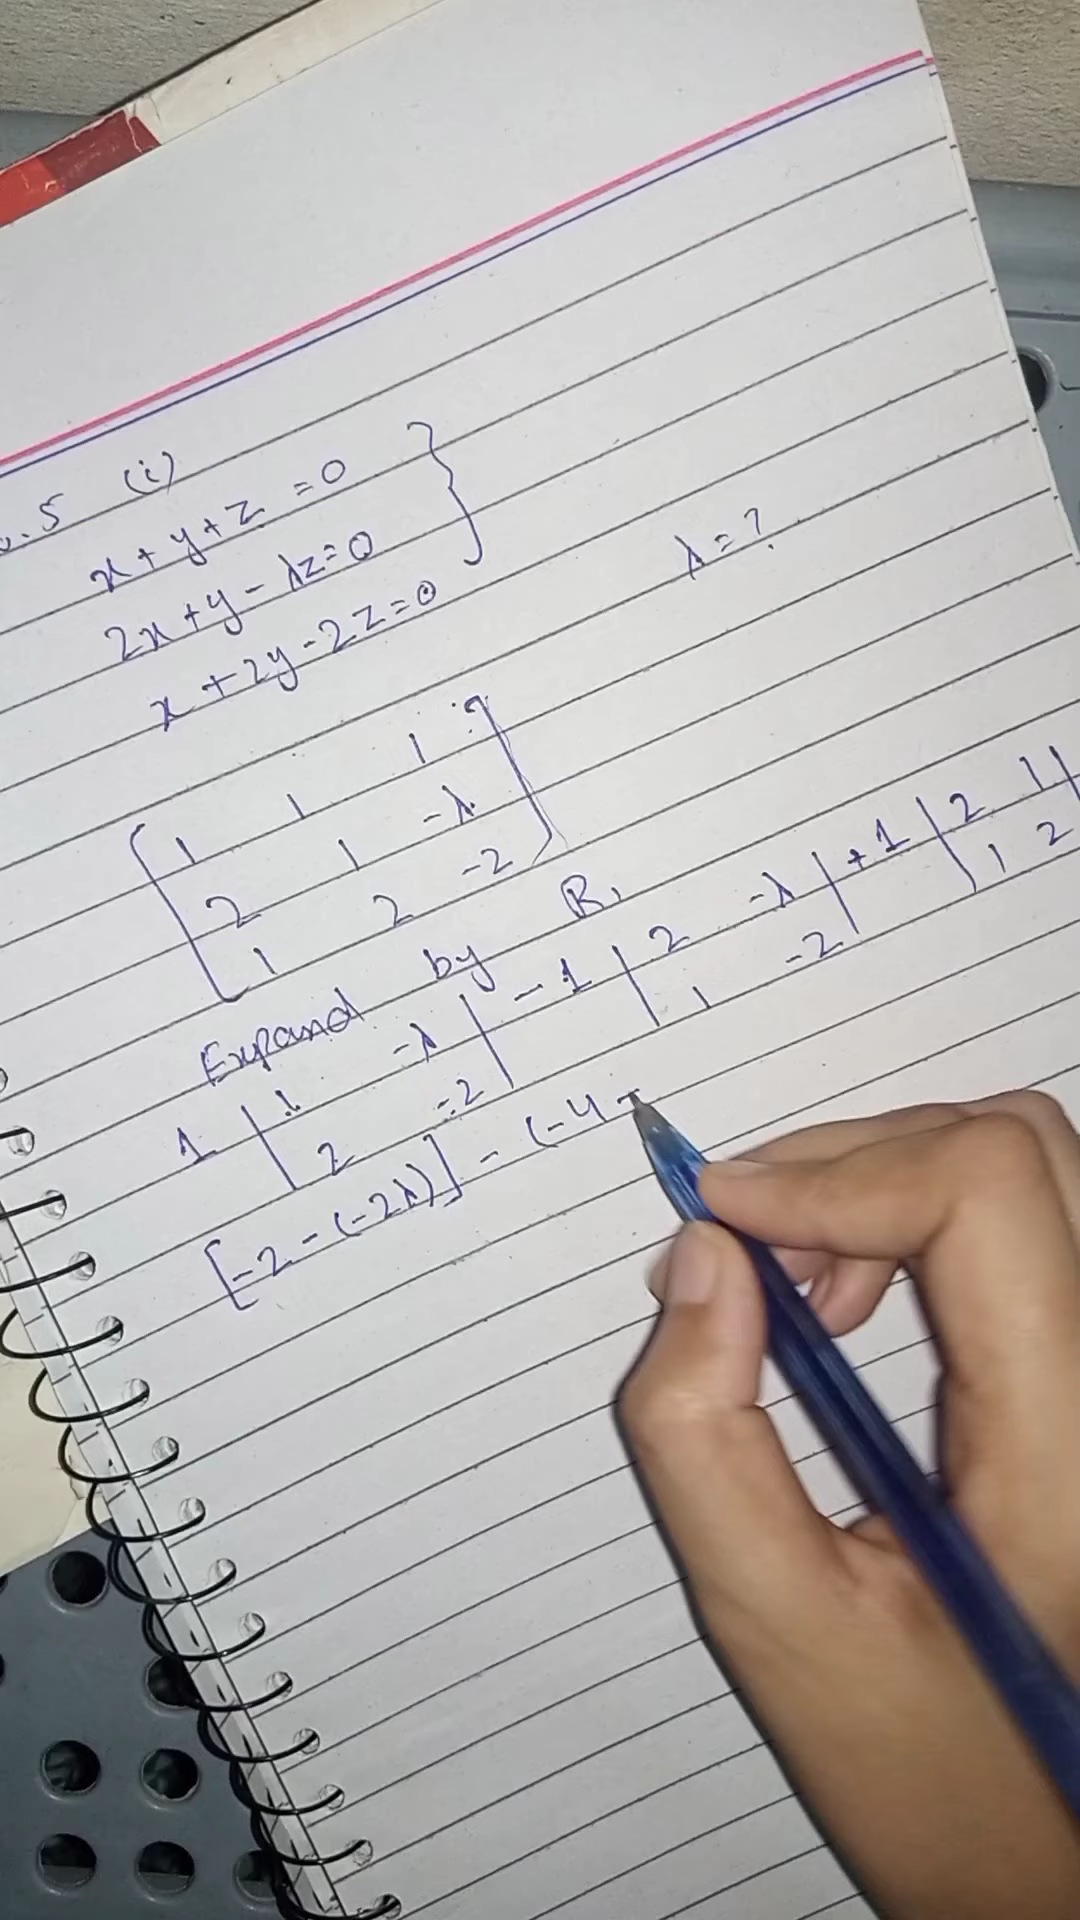 .5 (i)
x + y + z = 0
2x + y - λz = 0
x + 2y - 2z = 0
λ = ?
1 1 1
2 1 -λ
1 2 -2
Expand by R₁
1 | 1 -λ | - 1 | 2 -λ | + 1 | 2 1 |
2 -2 1 -2 1 2
[-2 - (-2λ)] - (-4 -